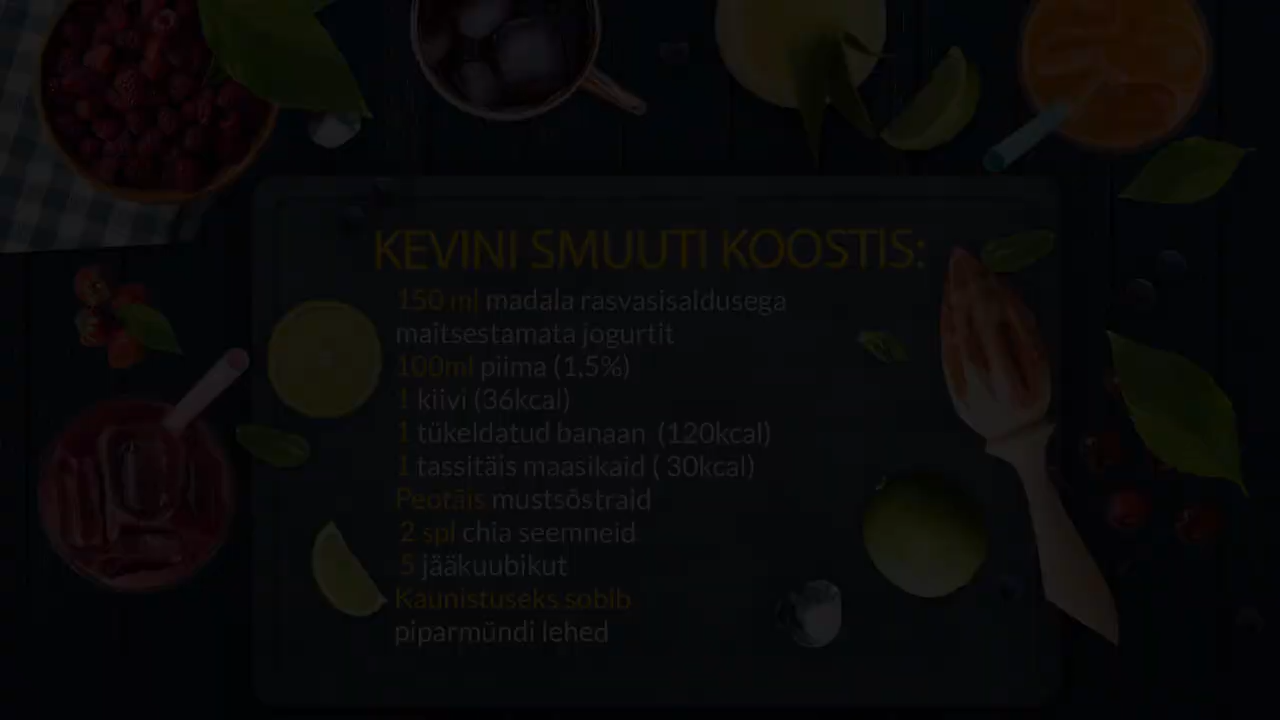 KEVINI SMUUTI KOOSTIS:
150 ml madala rasvasisaldusega
maitsestamata jogurtit
100ml piima (1,5%)
1 kiivi (36kcal)
1 tükeldatud banaan (120kcal)
1 tassitäis maasikaid ( 30kcal)
Peotäis mustsõstraid
2 spl chia seemneid
5 jääkuubikut
Kaunistuseks sobib
piparmündi lehed